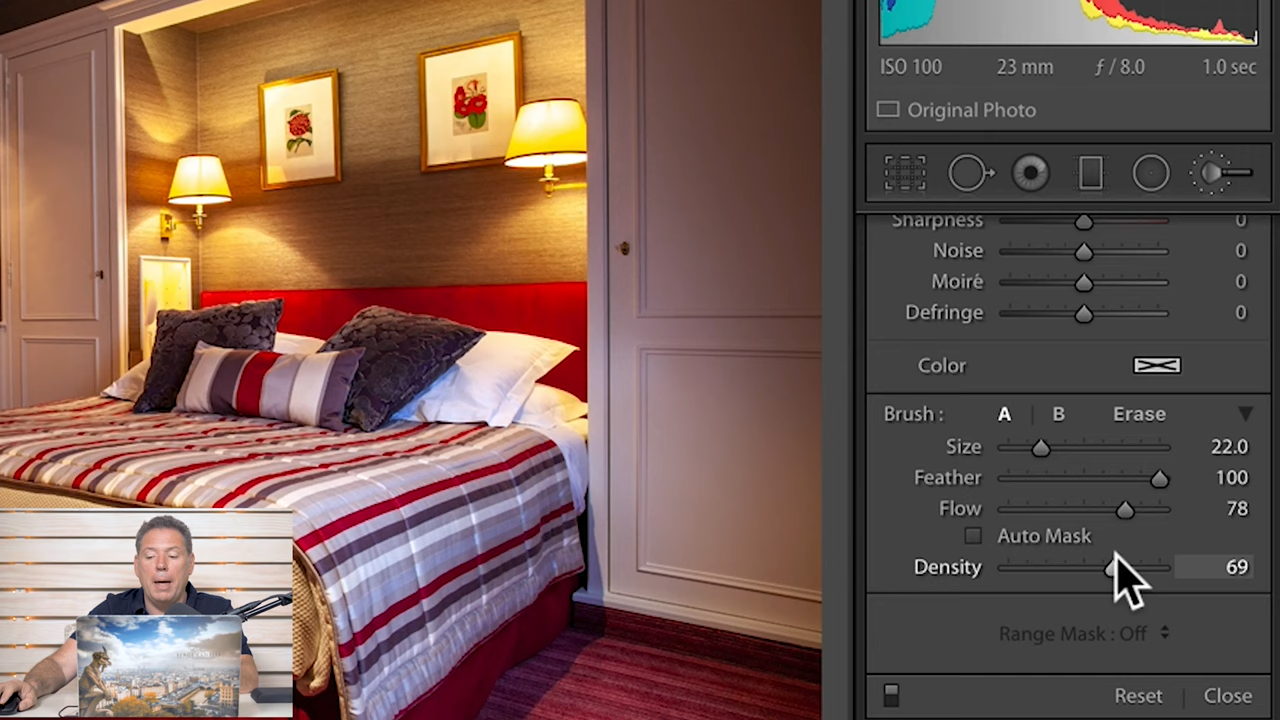 ISO 100 23 mm ƒ / 8.0 1.0 sec
Original Photo
Sharpness 0
Noise 0
Moiré 0
Defringe 0
Color
Brush : A | B Erase
Size 22.0
Feather 100
Flow 78
Auto Mask
Density 69
Range Mask : Off
Reset | Close